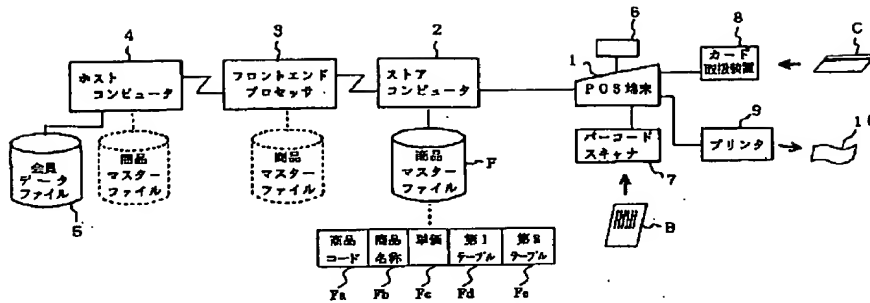 4
3
2
6
1
8
C
ホスト
コンピュータ
フロントエンド
プロセッサ
ストア
コンピュータ
POS端末
カード
取扱装置
9
10
バーコード
スキャナ
プリンタ
7
会員
データ
ファイル
商品
マスター
ファイル
商品
マスター
ファイル
商品
マスター
ファイル
F
5
B
商品
コード
商品
名称
単価
第1
テーブル
第2
テーブル
Fa
Fb
Fc
Fd
Fe